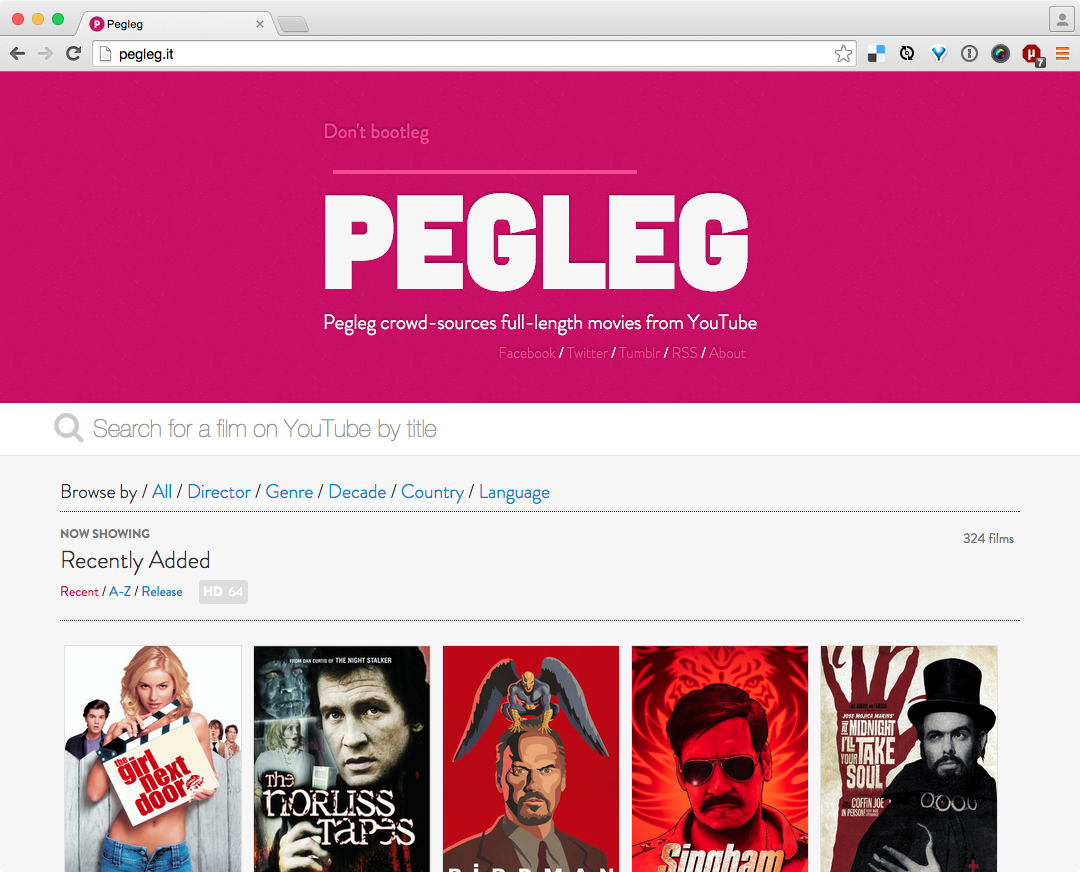 P Pegleg
pegleg.it
7
Don't bootleg
PEGLEG
Pegleg crowd-sources full-length movies from YouTube
Facebook / Twitter / Tumblr / RSS / About
Search for a film on YouTube by title
Browse by / All / Director / Genre / Decade / Country / Language
NOW SHOWING
324 films
Recently Added
Recent / A-Z / Release HD 64
the girl next door
FROM DAN CURTIS OF THE NIGHT STALKER
The NORLISS TAPES
BIRDMAN
Singham
JOSE MOJICA MARINS'
AT MIDNIGHT
I'LL TAKE
YOUR SOUL
COFFIN JOE
IN PERSON!